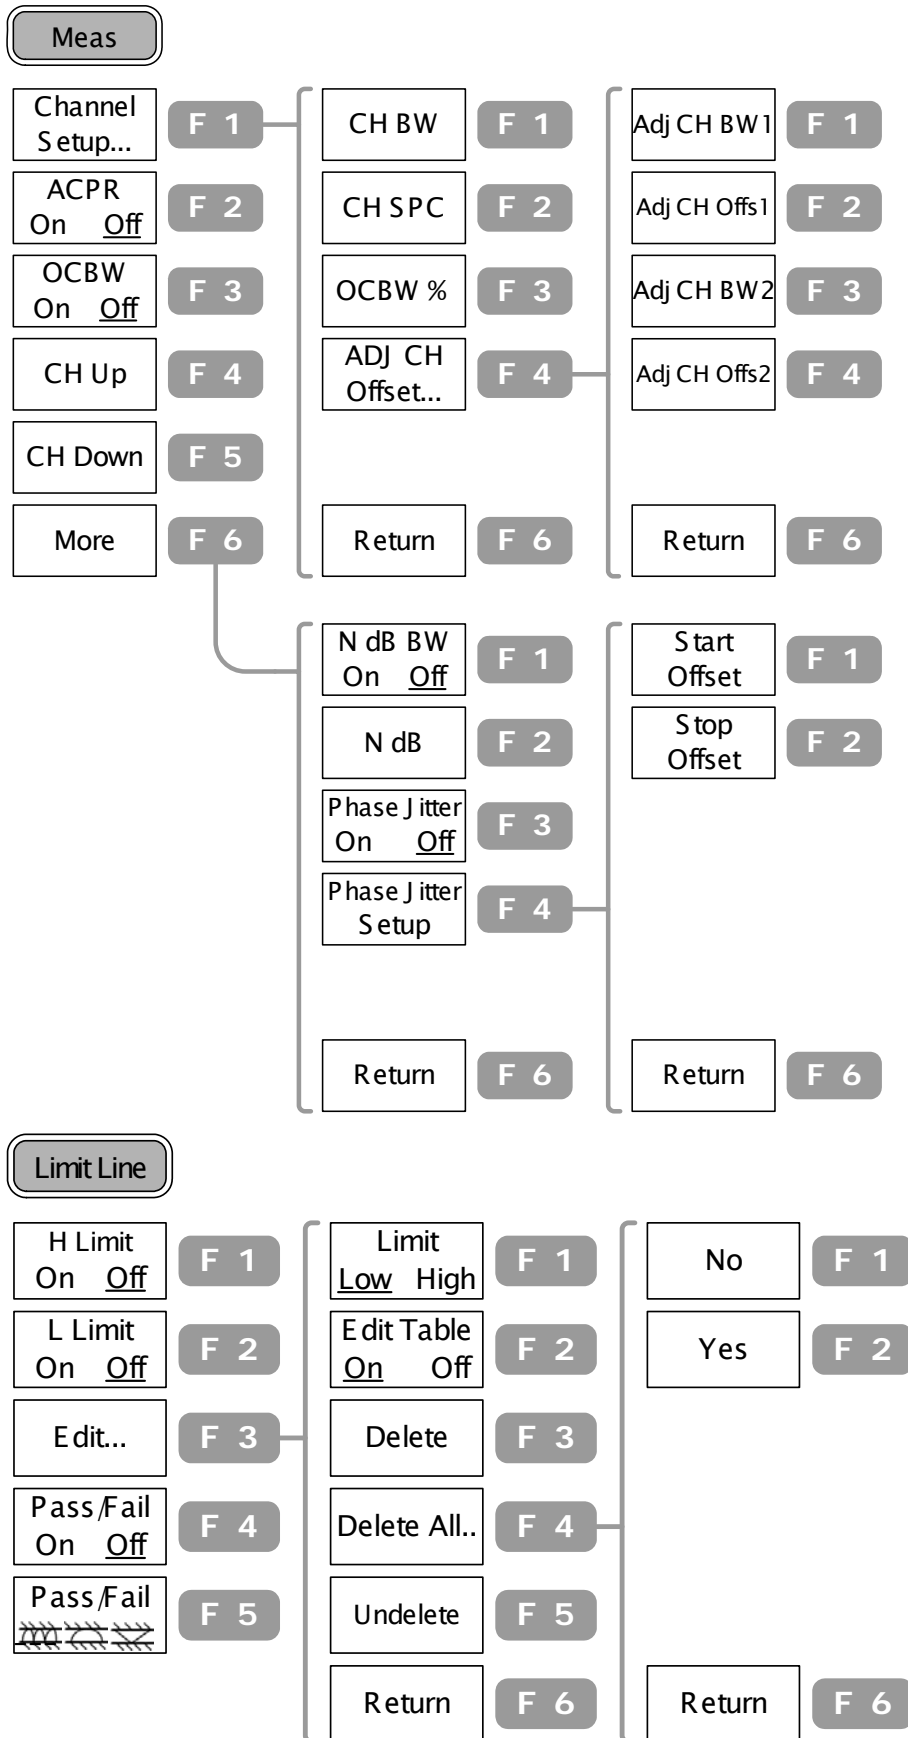 Meas
Channel
Setup...
F 1
CH BW
F 1
Adj CH BW1
F 1
ACPR
On Off
F 2
CH SPC
F 2
Adj CH Offs1
F 2
OCBW
On Off
F 3
OCBW %
F 3
Adj CH BW2
F 3
CH Up
F 4
ADJ CH
Offset...
F 4
Adj CH Offs2
F 4
CH Down
F 5
More
F 6
Return
F 6
Return
F 6
N dB BW
On Off
F 1
Start
Offset
F 1
N dB
F 2
Stop
Offset
F 2
Phase Jitter
On Off
F 3
Phase Jitter
Setup
F 4
Return
F 6
Return
F 6
Limit Line
H Limit
On Off
F 1
Limit
Low High
F 1
No
F 1
L Limit
On Off
F 2
Edit Table
On Off
F 2
Yes
F 2
Edit...
F 3
Delete
F 3
Pass/Fail
On Off
F 4
Delete All..
F 4
Pass/Fail
F 5
Undelete
F 5
Return
F 6
Return
F 6